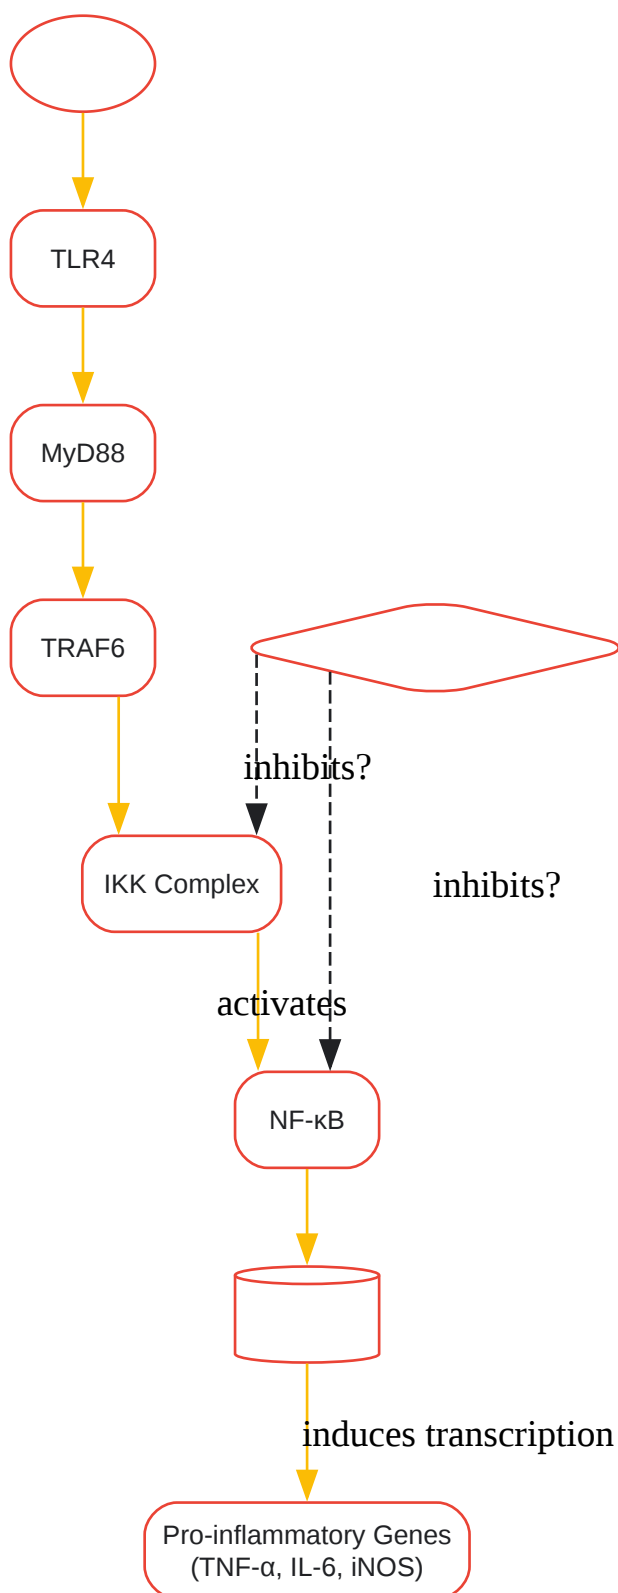 TLR4
MyD88
TRAF6
inhibits?
IKK Complex
inhibits?
activates
NF-κB
induces transcription
Pro-inflammatory Genes
(TNF-α, IL-6, iNOS)